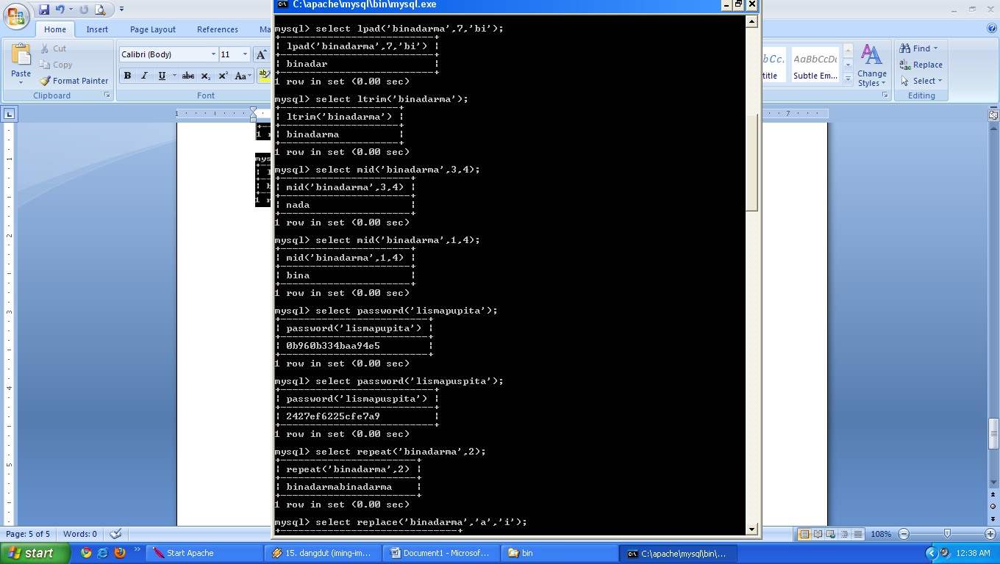 C:\apache\mysql\bin\mysql.exe
Home Insert Page Layout References Ma
Cut
Copy
Format Painter
Paste
Clipboard
Calibri (Body) 11
B I U abc X₂ X² Aa ab
Font
AaBbCcDc
Subtle Em...
Change Styles
Find
Replace
Select
Editing
mysql> select lpad('binadarma',7,'bi');
+---------------------------+
| lpad('binadarma',7,'bi') |
+---------------------------+
| binadar |
+---------------------------+
1 row in set (0.00 sec)
mysql> select ltrim('binadarma');
+---------------------+
| ltrim('binadarma') |
+---------------------+
| binadarma |
+---------------------+
1 row in set (0.00 sec)
mysql> select mid('binadarma',3,4);
+-----------------------+
| mid('binadarma',3,4) |
+-----------------------+
| nada |
+-----------------------+
1 row in set (0.00 sec)
mysql> select mid('binadarma',1,4);
+-----------------------+
| mid('binadarma',1,4) |
+-----------------------+
| bina |
+-----------------------+
1 row in set (0.00 sec)
mysql> select password('lismapupita');
+--------------------------+
| password('lismapupita') |
+--------------------------+
| 0b960b334baa94e5 |
+--------------------------+
1 row in set (0.00 sec)
mysql> select password('lismapuspita');
+---------------------------+
| password('lismapuspita') |
+---------------------------+
| 2427ef6225cfe7a9 |
+---------------------------+
1 row in set (0.00 sec)
mysql> select repeat('binadarma',2);
+------------------------+
| repeat('binadarma',2) |
+------------------------+
| binadarmabinadarma |
+------------------------+
1 row in set (0.00 sec)
mysql> select replace('binadarma','a','i');
+-------------------------------+
Page: 5 of 5 Words: 0 108%
start Start Apache 15. dangdut (iming-im... Document1 - Microsof... bin C:\apache\mysql\bin\... 12:38 AM